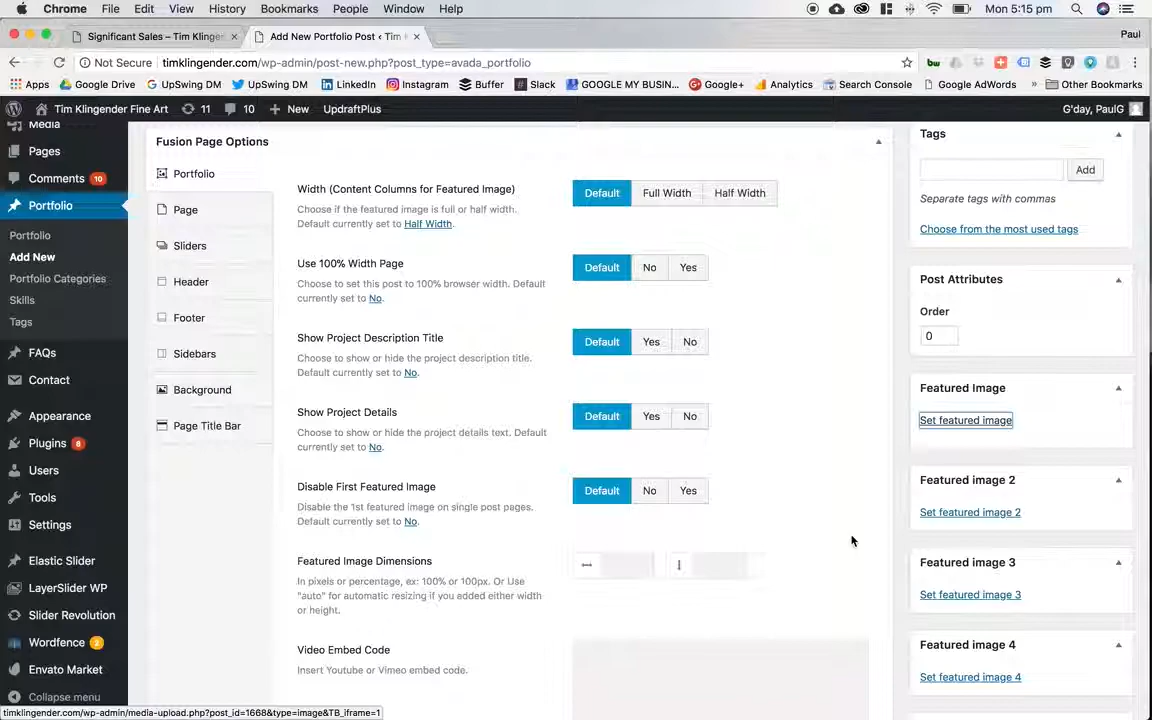 Chrome File Edit View History Bookmarks People Window Help Mon 5:15 pm
Significant Sales – Tim Klinge × Add New Portfolio Post ‹ Tim × Paul
Not Secure timklingender.com/wp-admin/post-new.php?post_type=avada_portfolio
Apps Google Drive UpSwing DM UpSwing DM LinkedIn Instagram Buffer Slack GOOGLE MY BUSIN... Google+ Analytics Search Console Google AdWords » Other Bookmarks
Tim Klingender Fine Art 11 10 + New UpdraftPlus G'day, PaulG
Media
Pages
Comments 10
Portfolio
Portfolio
Add New
Portfolio Categories
Skills
Tags
FAQs
Contact
Appearance
Plugins 8
Users
Tools
Settings
Elastic Slider
LayerSlider WP
Slider Revolution
Wordfence 2
Envato Market
Collapse menu
Fusion Page Options
Portfolio
Page
Sliders
Header
Footer
Sidebars
Background
Page Title Bar
Width (Content Columns for Featured Image)
Choose if the featured image is full or half width.
Default currently set to Half Width.
Default Full Width Half Width
Use 100% Width Page
Choose to set this post to 100% browser width. Default
currently set to No.
Default No Yes
Show Project Description Title
Choose to show or hide the project description title.
Default currently set to No.
Default Yes No
Show Project Details
Choose to show or hide the project details text. Default
currently set to No.
Default Yes No
Disable First Featured Image
Disable the 1st featured image on single post pages.
Default currently set to No.
Default No Yes
Featured Image Dimensions
In pixels or percentage, ex: 100% or 100px. Or Use
"auto" for automatic resizing if you added either width
or height.
Video Embed Code
Insert Youtube or Vimeo embed code.
Tags
Add
Separate tags with commas
Choose from the most used tags
Post Attributes
Order
0
Featured Image
Set featured image
Featured image 2
Set featured image 2
Featured image 3
Set featured image 3
Featured image 4
Set featured image 4
timklingender.com/wp-admin/media-upload.php?post_id=1668&type=image&TB_iframe=1